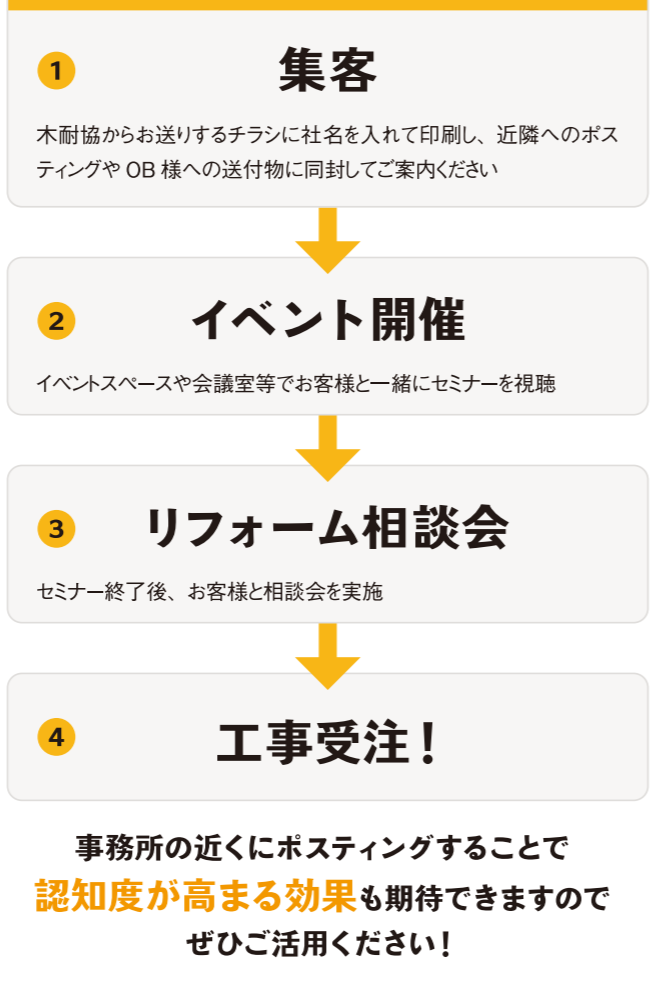 1 集客
木耐協からお送りするチラシに社名を入れて印刷し、近隣へのポス
ティングや OB 様への送付物に同封してご案内ください
2 イベント開催
イベントスペースや会議室等でお客様と一緒にセミナーを視聴
3 リフォーム相談会
セミナー終了後、お客様と相談会を実施
4 工事受注！
事務所の近くにポスティングすることで
認知度が高まる効果も期待できますので
ぜひご活用ください！